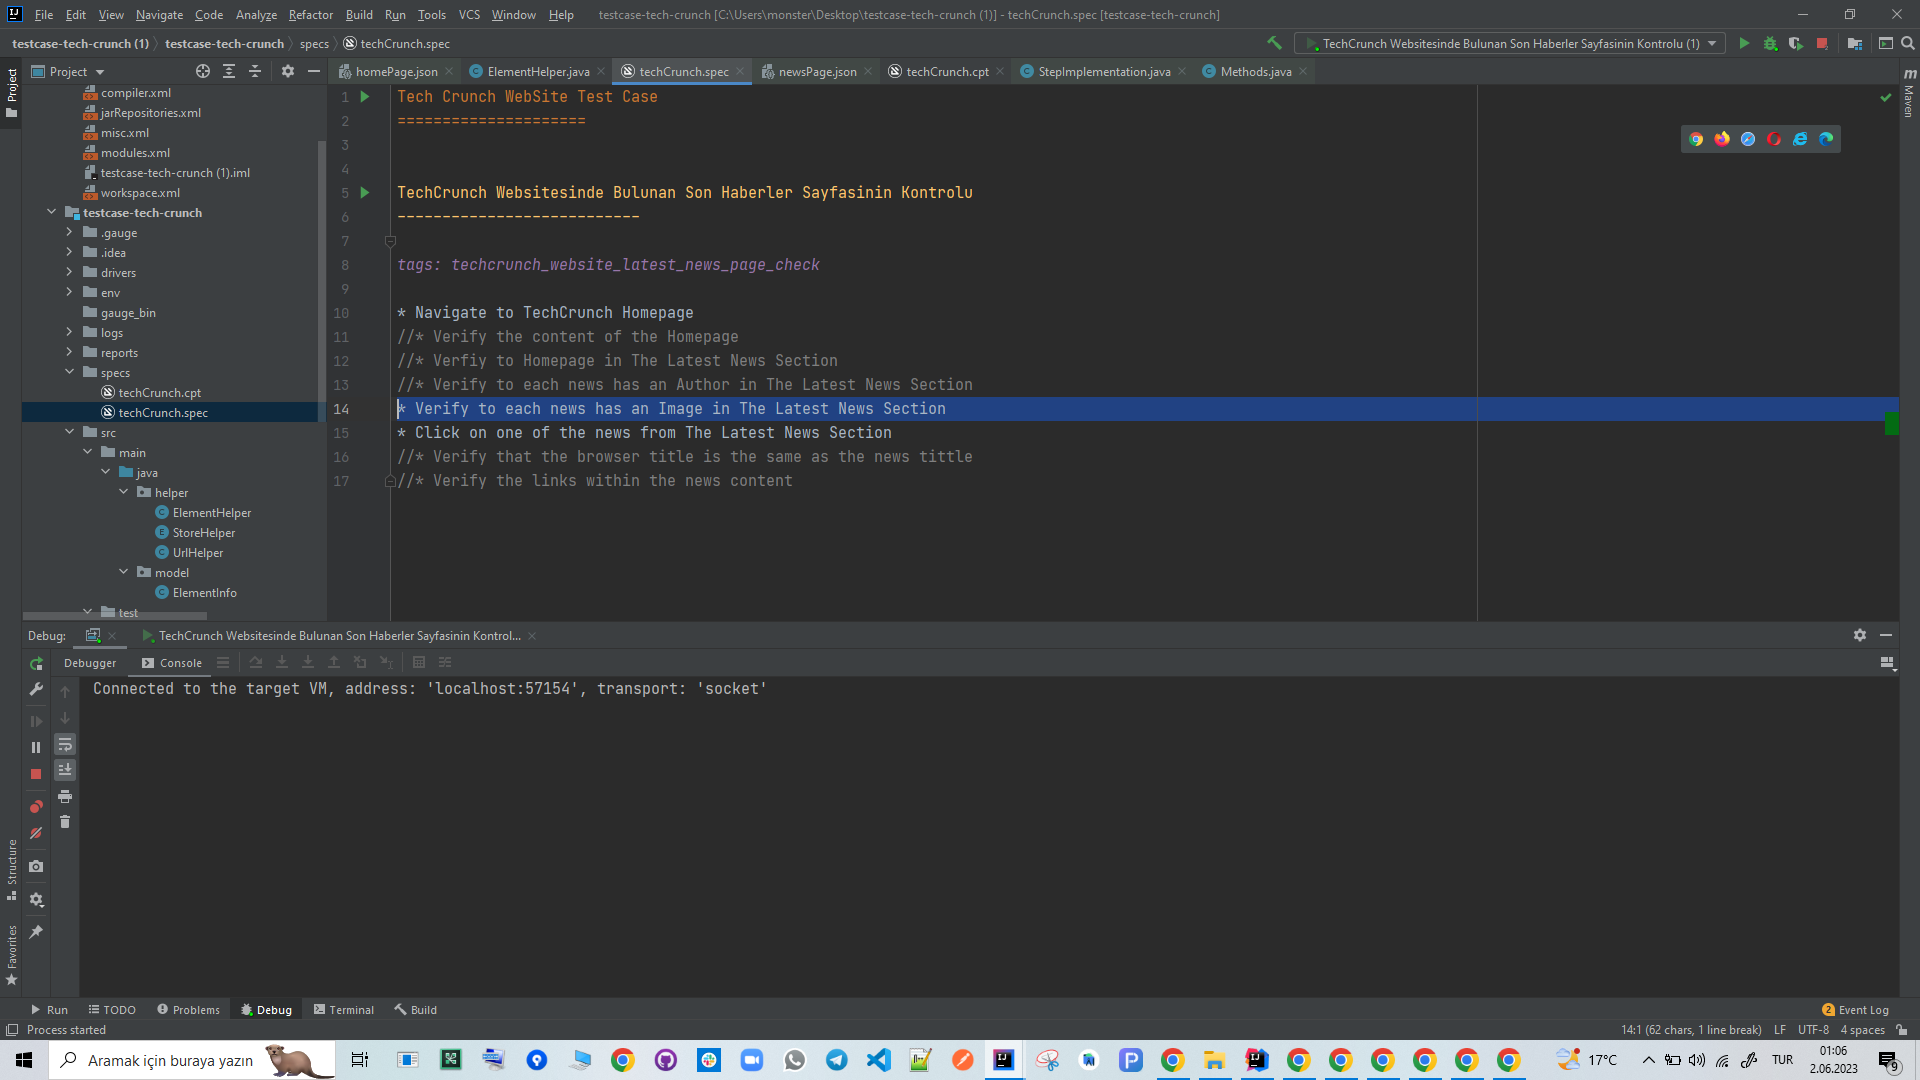 File Edit View Navigate Code Analyze Refactor Build Run Tools VCS Window Help testcase-tech-crunch [C:\Users\monster\Desktop\testcase-tech-crunch (1)] - techCrunch.spec [testcase-tech-crunch]
testcase-tech-crunch (1) testcase-tech-crunch specs techCrunch.spec TechCrunch Websitesinde Bulunan Son Haberler Sayfasinin Kontrolu (1)
Project
homePage.json ElementHelper.java techCrunch.spec newsPage.json techCrunch.cpt StepImplementation.java Methods.java
Project
Maven
compiler.xml
jarRepositories.xml
misc.xml
modules.xml
testcase-tech-crunch (1).iml
workspace.xml
testcase-tech-crunch
.gauge
.idea
drivers
env
gauge_bin
logs
reports
specs
techCrunch.cpt
techCrunch.spec
src
main
java
helper
ElementHelper
StoreHelper
UrlHelper
model
ElementInfo
test
1 Tech Crunch WebSite Test Case
2 =====================
3
4
5 TechCrunch Websitesinde Bulunan Son Haberler Sayfasinin Kontrolu
6 ---------------------------
7
8 tags: techcrunch_website_latest_news_page_check
9
10 * Navigate to TechCrunch Homepage
11 //* Verify the content of the Homepage
12 //* Verfiy to Homepage in The Latest News Section
13 //* Verify to each news has an Author in The Latest News Section
14 * Verify to each news has an Image in The Latest News Section
15 * Click on one of the news from The Latest News Section
16 //* Verify that the browser title is the same as the news tittle
17 //* Verify the links within the news content
Debug: TechCrunch Websitesinde Bulunan Son Haberler Sayfasinin Kontrol...
Debugger Console
Connected to the target VM, address: 'localhost:57154', transport: 'socket'
Structure
Favorites
Run TODO Problems Debug Terminal Build 2 Event Log
Process started 14:1 (62 chars, 1 line break) LF UTF-8 4 spaces
Aramak için buraya yazın 17°C TUR 01:06
2.06.2023 9